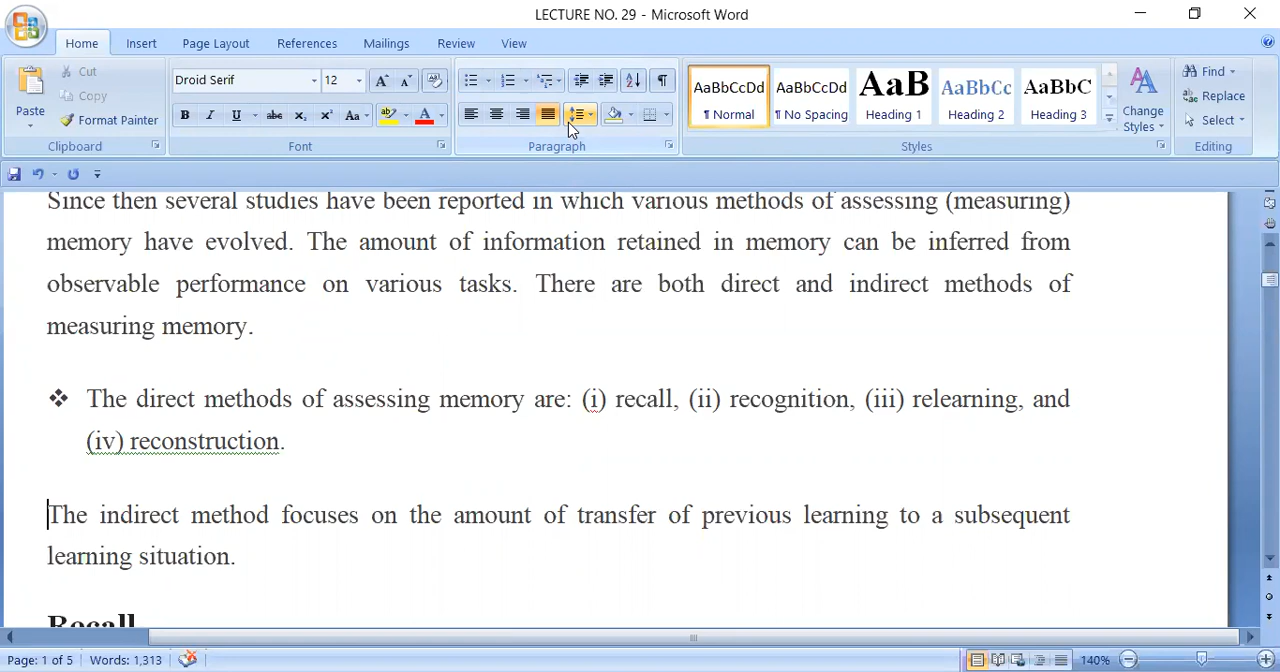 LECTURE NO. 29 - Microsoft Word
Home Insert Page Layout References Mailings Review View
Paste
Cut
Copy
Format Painter
Clipboard
Droid Serif 12
B I U abc x₂ x² Aa
Font
Paragraph
AaBbCcDd AaBbCcDd AaB AaBbCc AaBbC
¶ Normal ¶ No Spacing Heading 1 Heading 2 Heading 3
Styles
Change
Styles
Find
Replace
Select
Editing
Since then several studies have been reported in which various methods of assessing (measuring)
memory have evolved. The amount of information retained in memory can be inferred from
observable performance on various tasks. There are both direct and indirect methods of
measuring memory.
❖ The direct methods of assessing memory are: (i) recall, (ii) recognition, (iii) relearning, and
(iv) reconstruction.
The indirect method focuses on the amount of transfer of previous learning to a subsequent
learning situation.
Recall
Page: 1 of 5 Words: 1,313 140%